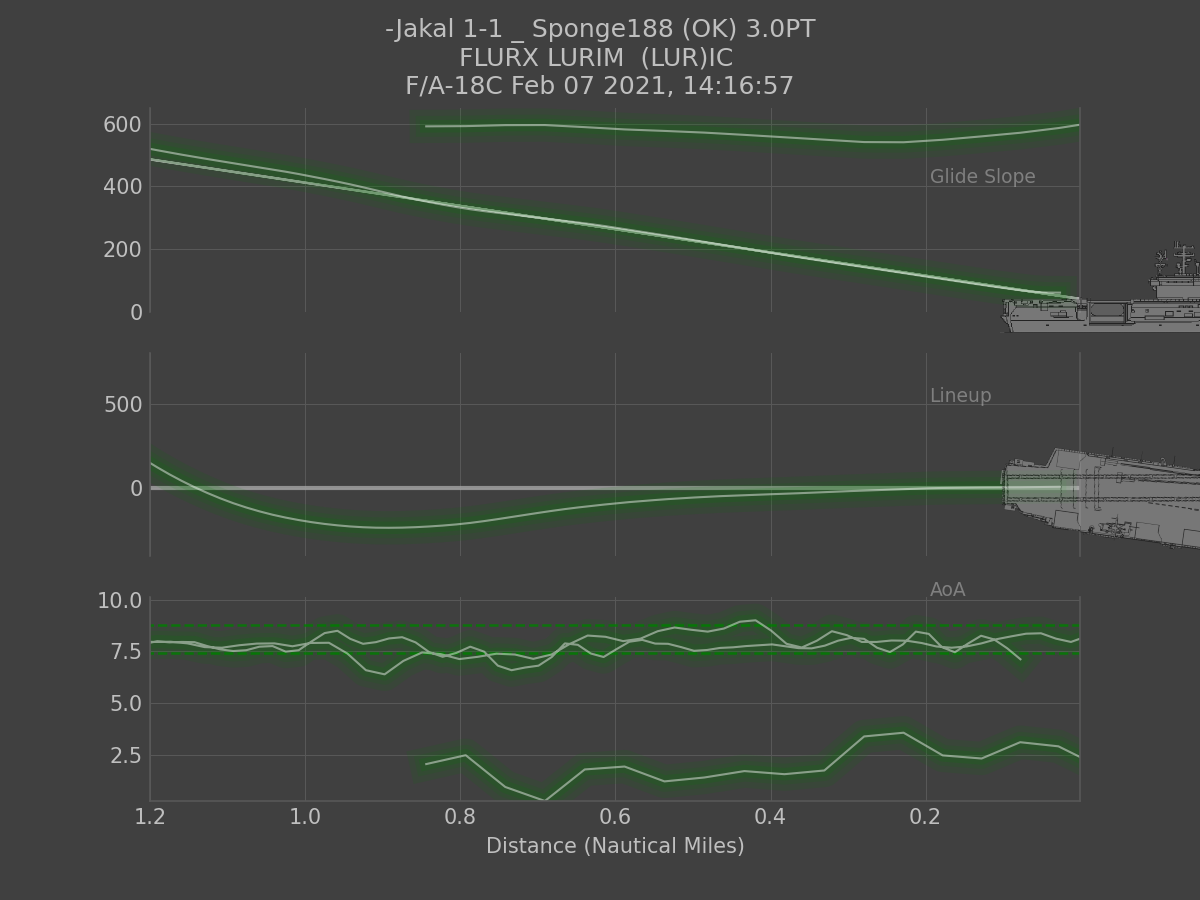 -Jakal 1-1 _ Sponge188 (OK) 3.0PT
FLURX LURIM  (LUR)IC
F/A-18C Feb 07 2021, 14:16:57
600
400
200
0
Glide Slope
500
0
Lineup
AoA
10.0
7.5
5.0
2.5
1.2 1.0 0.8 0.6 0.4 0.2
Distance (Nautical Miles)